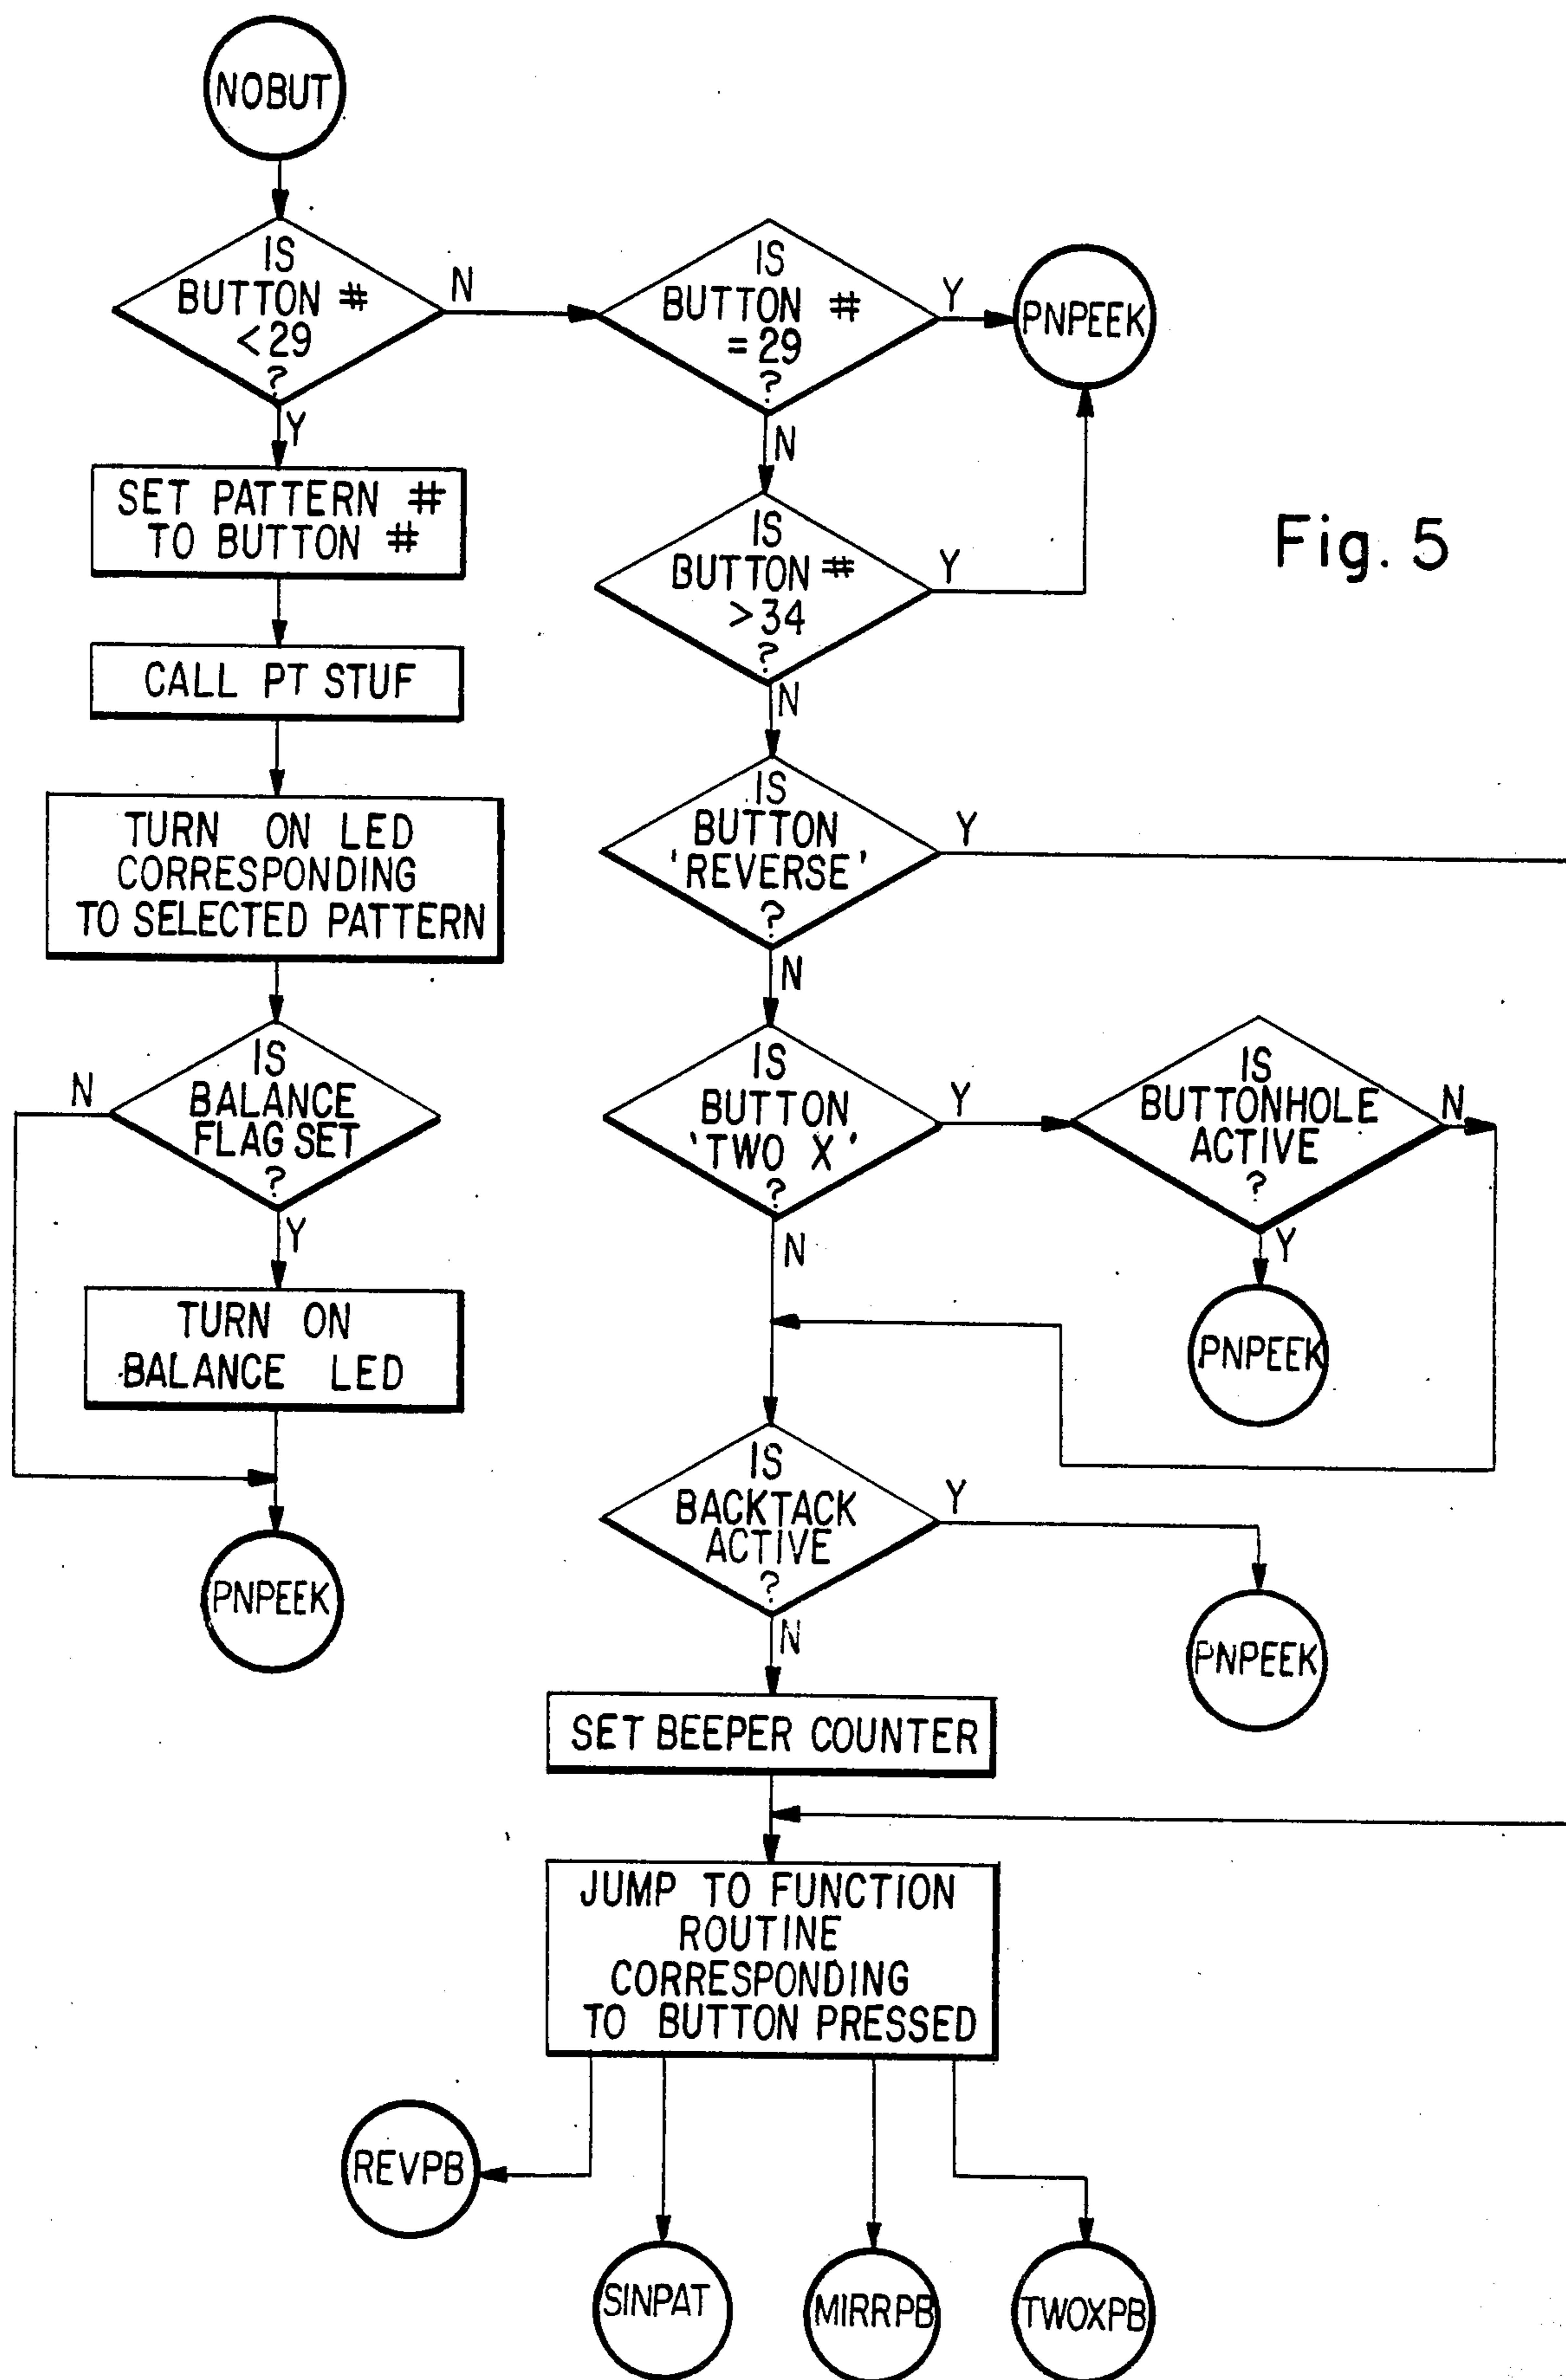 NOBUT
IS
BUTTON #
<29
?
N
Y
SET PATTERN #
TO BUTTON #
CALL PT STUF
TURN ON LED
CORRESPONDING
TO SELECTED PATTERN
IS
BALANCE
FLAG SET
?
N
Y
TURN ON
BALANCE LED
PNPEEK
IS
BUTTON #
=29
?
Y
PNPEEK
N
IS
BUTTON #
>34
?
Y
N
Fig. 5
IS
BUTTON
'REVERSE'
?
Y
N
IS
BUTTON
'TWO X'
?
Y
N
IS
BUTTONHOLE
ACTIVE
?
N
Y
PNPEEK
IS
BACKTACK
ACTIVE
?
Y
PNPEEK
N
SET BEEPER COUNTER
JUMP TO FUNCTION
ROUTINE
CORRESPONDING
TO BUTTON PRESSED
REVPB
SINPAT
MIRRPB
TWOXPB